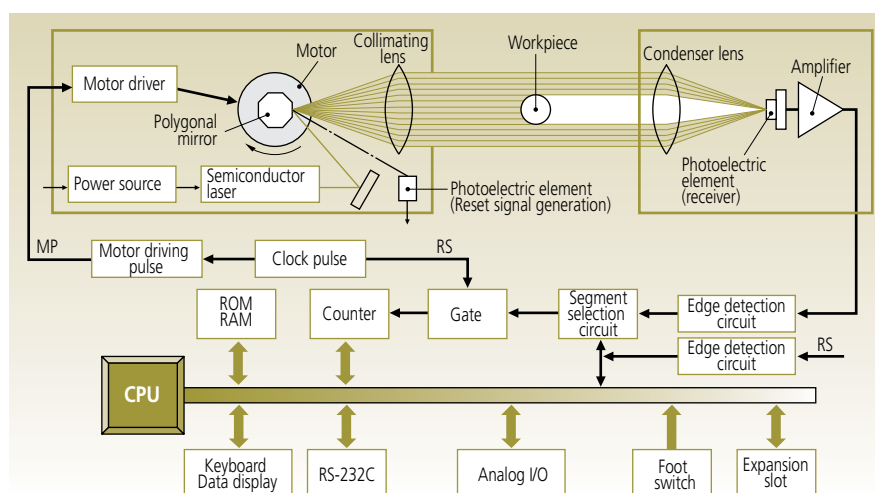 Motor
Collimating
lens
Workpiece
Condenser lens
Amplifier
Motor driver
Polygonal
mirror
Power source
Semiconductor
laser
Photoelectric element
(Reset signal generation)
Photoelectric
element
(receiver)
MP
Motor driving
pulse
Clock pulse
RS
ROM
RAM
Counter
Gate
Segment
selection
circuit
Edge detection
circuit
Edge detection
circuit
RS
CPU
Keyboard
Data display
RS-232C
Analog I/O
Foot
switch
Expansion
slot